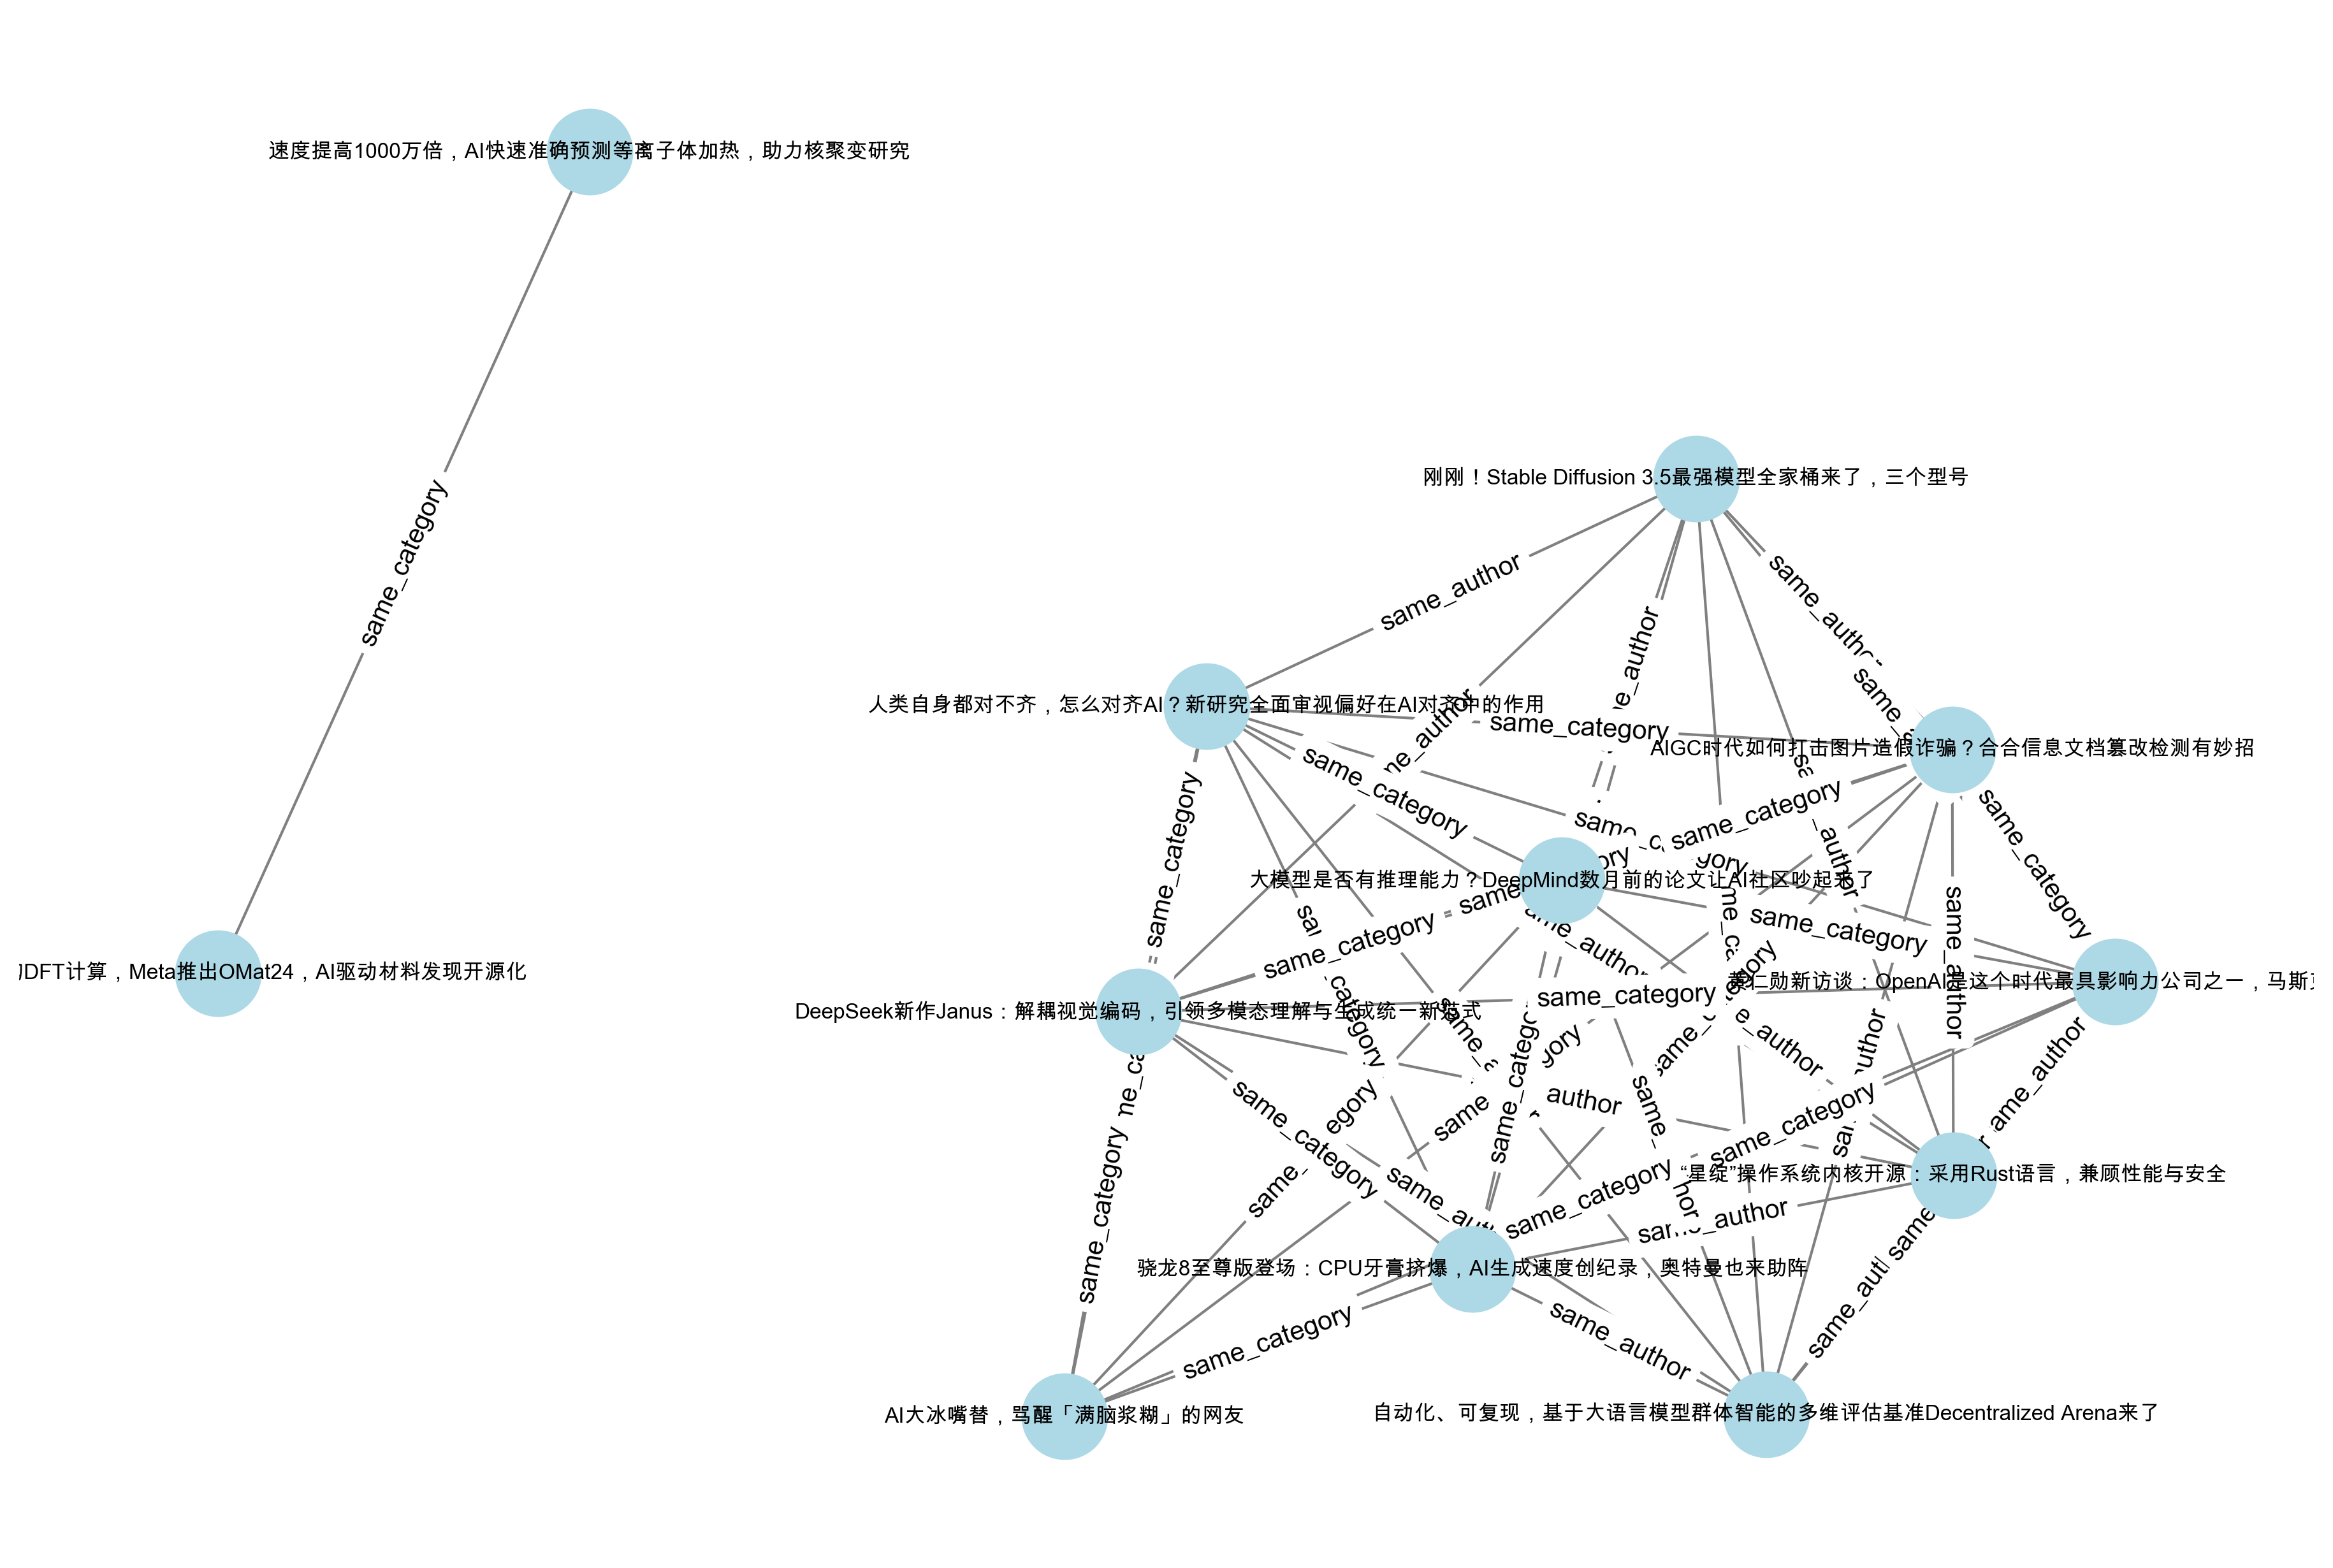 速度提高1000万倍，AI快速准确预测等离子体加热，助力核聚变研究
same_category
刚刚！Stable Diffusion 3.5最强模型全家桶来了，三个型号
same_author
same_author
人类自身都对不齐，怎么对齐AI？新研究全面审视偏好在AI对齐中的作用
same_category
AIGC时代如何打击图片造假诈骗？合合信息文档篡改检测有妙招
same_category
same_category
same_category
same_category
大模型是否有推理能力？DeepMind数月前的论文让AI社区吵起来了
same_category
same_category
same_author
DFT计算，Meta推出OMat24，AI驱动材料发现开源化
仁勋新访谈：OpenAI是这个时代最具影响力公司之一，马斯
same_category
DeepSeek新作Janus：解耦视觉编码，引领多模态理解与生成统一新范式
author
same_category
same_category
same_category
same_category
“星绽”操作系统内核开源：采用Rust语言，兼顾性能与安全
same_category
same_author
骁龙8至尊版登场：CPU牙膏挤爆，AI生成速度创纪录，奥特曼也来助阵
same_category
same_author
AI大冰嘴替，骂醒「满脑浆糊」的网友
自动化、可复现，基于大语言模型群体智能的多维评估基准Decentralized Arena来了